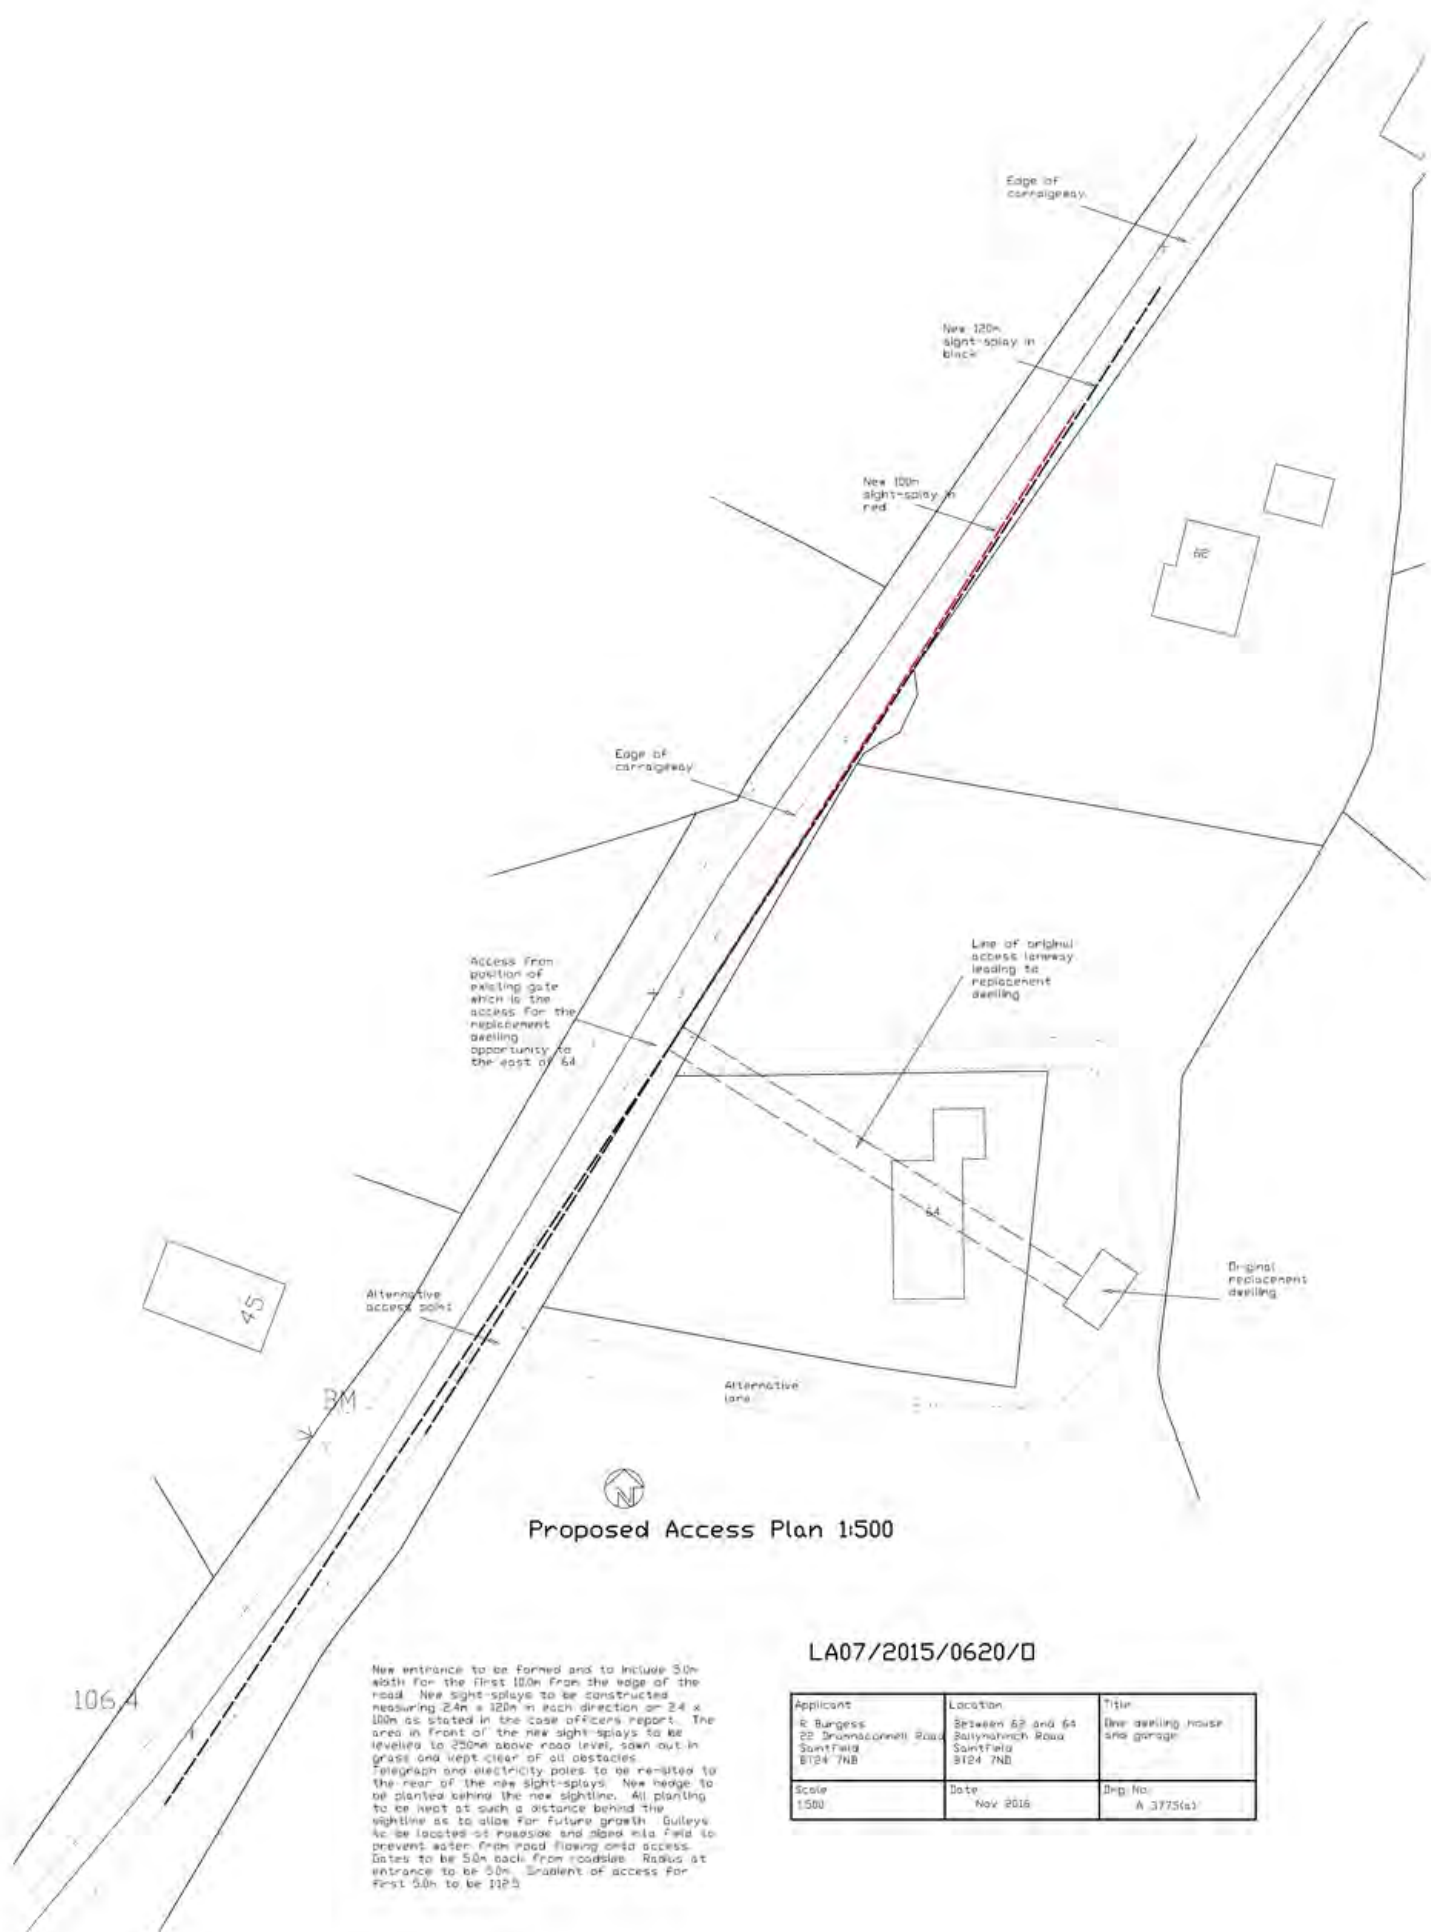 Edge of
carraigeway
New 120m
sight-splay in
black
New 100m
sight-splay in
red
62
Edge of
carraigeway
Access from
position of
existing gate
which is the
access for the
replacement
dwelling
opportunity to
the east of 64
Line of original
access laneway
leading to
replacement
dwelling
64
Original
replacement
dwelling
45
Alternative
access point
Alternative
lane
BM
N
Proposed Access Plan 1:500
106.4
New entrance to be formed and to include 5.0m
width for the first 10.0m from the edge of the
road. New sight-splays to be constructed
measuring 2.4m x 120m in each direction or 2.4 x
100m as stated in the case officers report. The
area in front of the new sight-splays to be
levelled to 250mm above road level, sown out in
grass and kept clear of all obstacles.
Telegraph and electricity poles to be re-sited to
the rear of the new sight-splays. New hedge to
be planted behind the new sightline. All planting
to be kept at such a distance behind the
sightline as to allow for future growth. Gulleys
to be located at roadside and piped into field to
prevent water from road flowing onto access.
Gates to be 5.0m back from roadside. Radius at
entrance to be 5.0m. Gradient of access for
first 5.0m to be 1:12.5
LA07/2015/0620/O
Applicant
R Burgess
22 Drumnaconnell Road
Saintfield
BT24 7NB
Location
Between 62 and 64
Ballynahinch Road
Saintfield
BT24 7ND
Title
One dwelling house
and garage
Scale
1:500
Date
Nov 2016
Drg No.
A 3775(a)